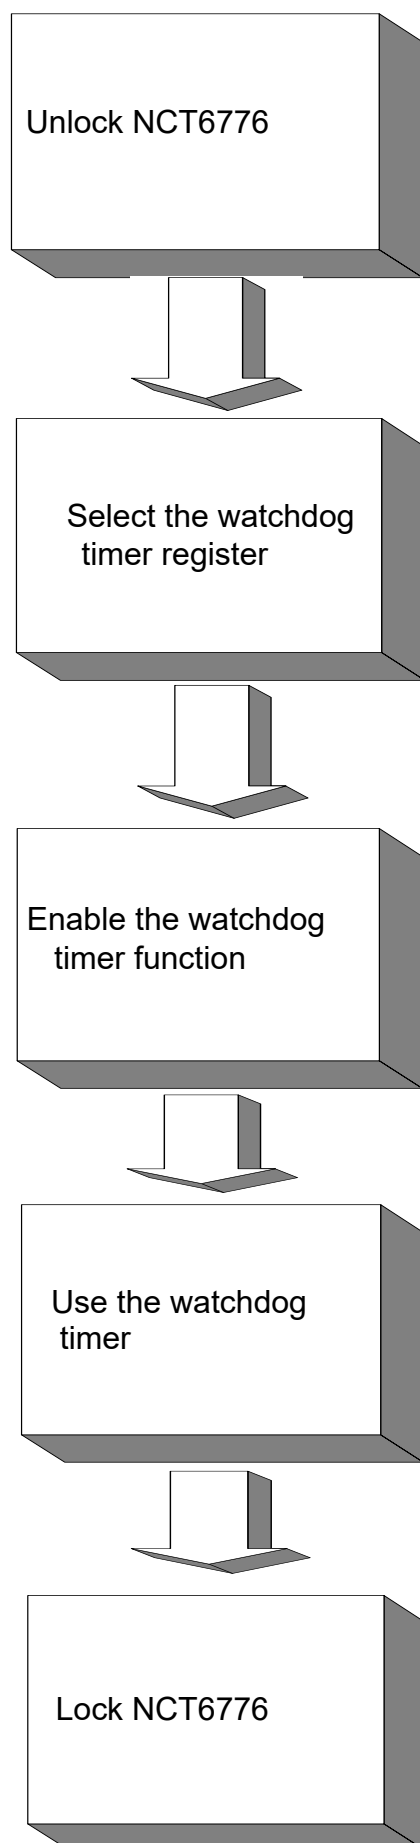 Unlock NCT6776
Select the watchdog
timer register
Enable the watchdog
timer function
Use the watchdog
timer
Lock NCT6776